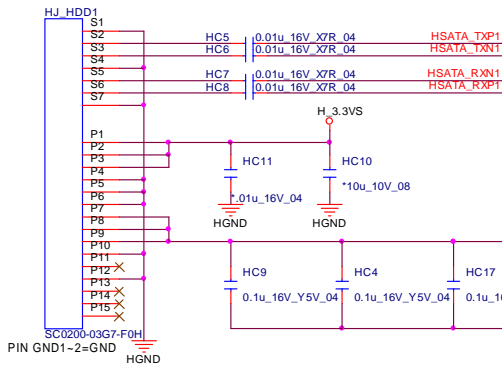 HJ_HDD1
S1
S2
S3
S4
S5
S6
S7
HC5 0.01u_16V_X7R_04 HSATA_TXP1
HC6 0.01u_16V_X7R_04 HSATA_TXN1
HC7 0.01u_16V_X7R_04 HSATA_RXN1
HC8 0.01u_16V_X7R_04 HSATA_RXP1
H_3.3VS
P1
P2
P3
P4
P5
P6
P7
P8
P9
P10
P11
P12
P13
P14
P15
HC11
*.01u_16V_04
HGND
HC10
*10u_10V_08
HGND
HC9
0.1u_16V_Y5V_04
HC4
0.1u_16V_Y5V_04
HC17
0.1u_16
SC0200-03G7-F0H
PIN GND1~2=GND
HGND